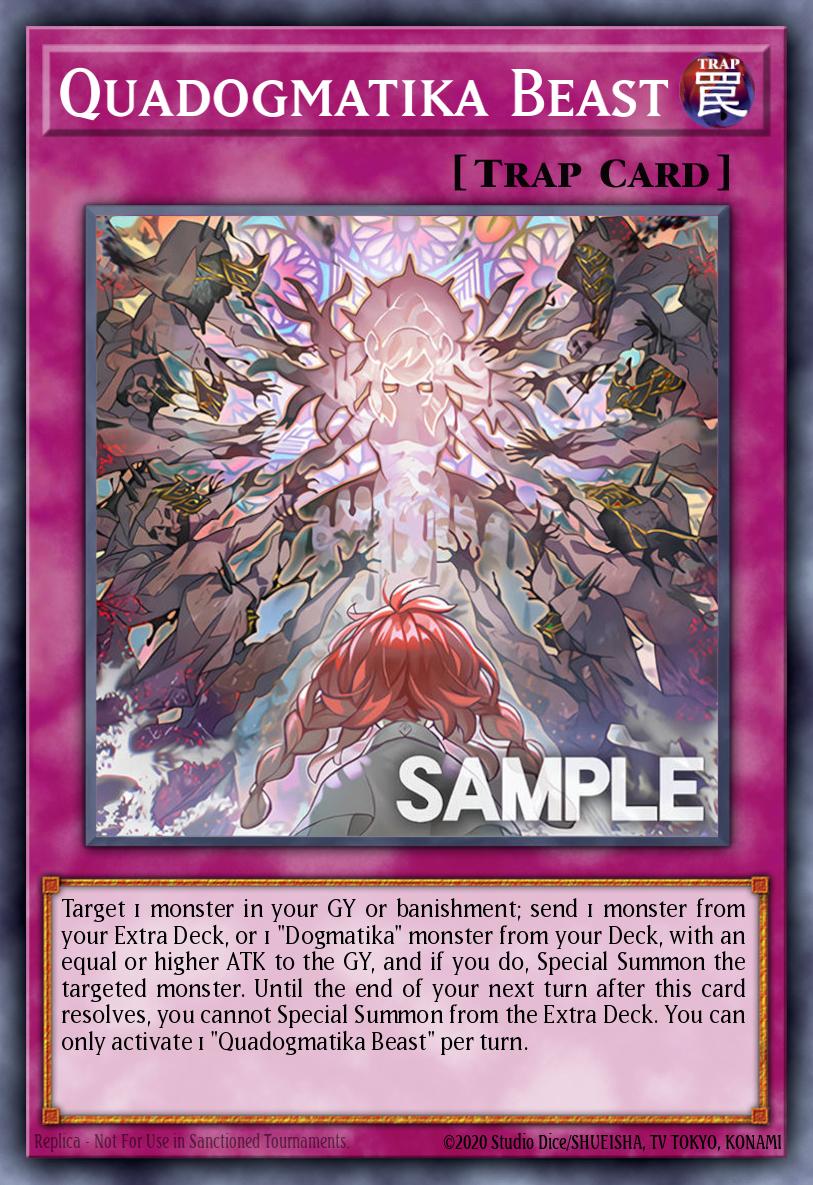 QUADOGMATIKA BEAST
TRAP
罠
[TRAP CARD]
SAMPLE
Target 1 monster in your GY or banishment; send 1 monster from
your Extra Deck, or 1 "Dogmatika" monster from your Deck, with an
equal or higher ATK to the GY, and if you do, Special Summon the
targeted monster. Until the end of your next turn after this card
resolves, you cannot Special Summon from the Extra Deck. You can
only activate 1 "Quadogmatika Beast" per turn.
Replica - Not For Use in Sanctioned Tournaments.
©2020 Studio Dice/SHUEISHA, TV TOKYO, KONAMI